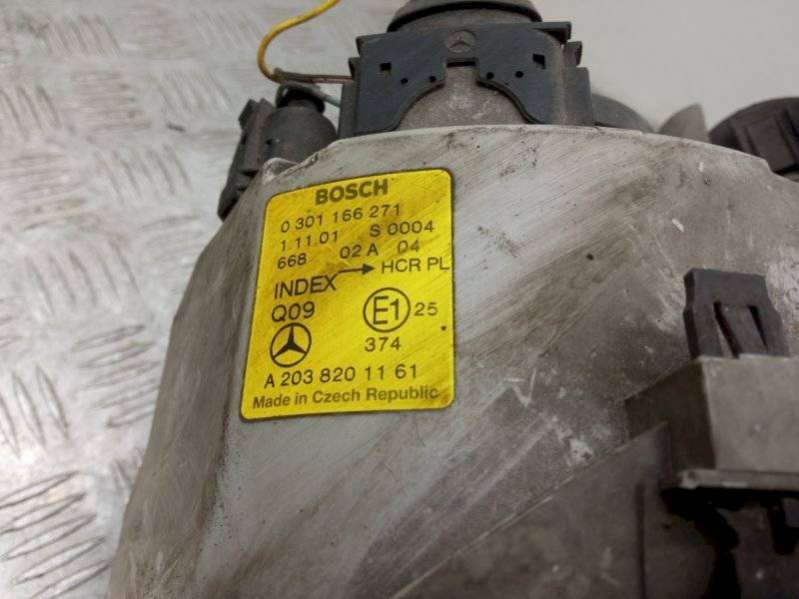 BOSCH
0 301 166 271
1.11.01 S 0004
668 02 A 04
INDEX → HCR PL
Q09
E1 25
374
A 203 820 11 61
Made in Czech Republic